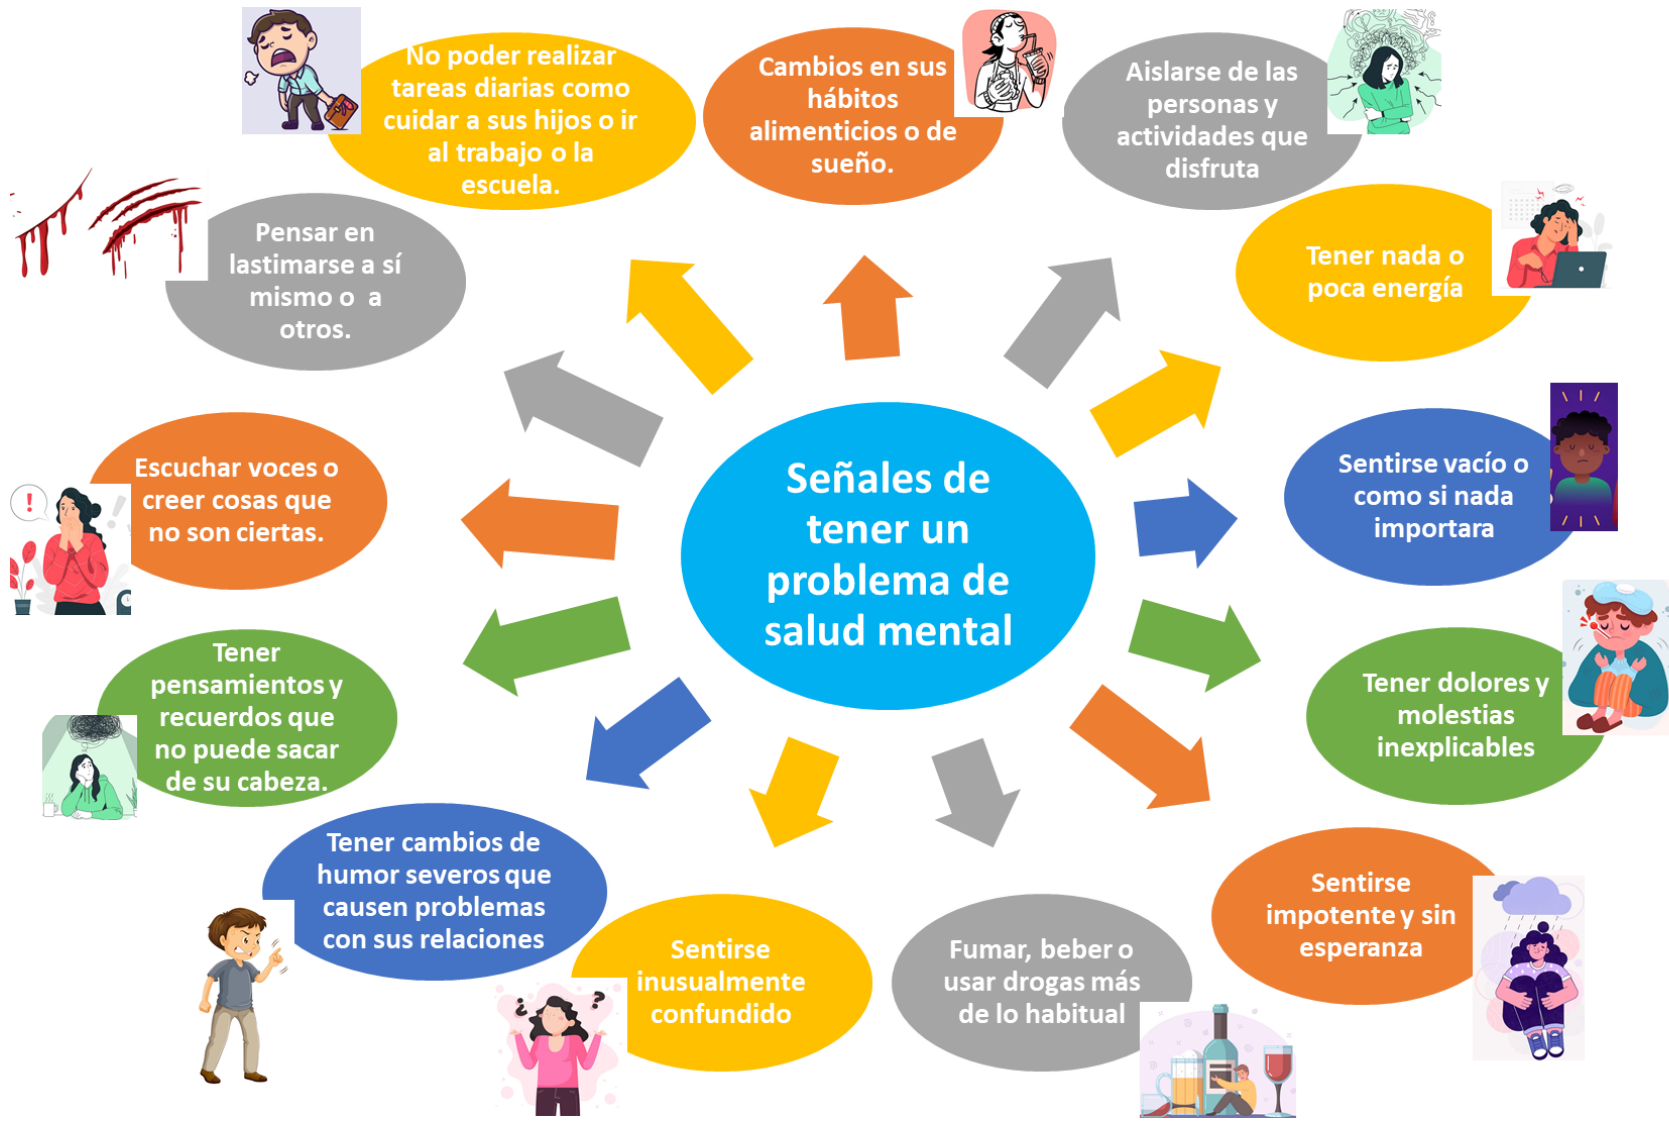 Señales de
tener un
problema de
salud mental
Cambios en sus
hábitos
alimenticios o de
sueño.
Aislarse de las
personas y
actividades que
disfruta
Tener nada o
poca energía
Sentirse vacío o
como si nada
importara
Tener dolores y
molestias
inexplicables
Sentirse
impotente y sin
esperanza
Fumar, beber o
usar drogas más
de lo habitual
Sentirse
inusualmente
confundido
Tener cambios de
humor severos que
causen problemas
con sus relaciones
Tener
pensamientos y
recuerdos que
no puede sacar
de su cabeza.
Escuchar voces o
creer cosas que
no son ciertas.
Pensar en
lastimarse a sí
mismo o  a
otros.
No poder realizar
tareas diarias como
cuidar a sus hijos o ir
al trabajo o la
escuela.